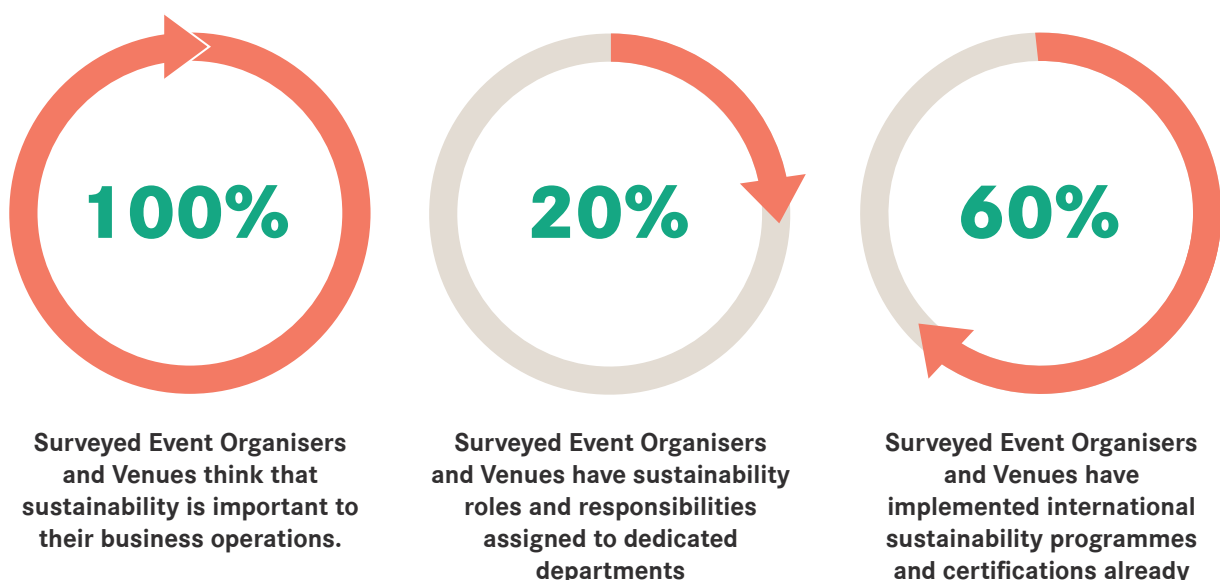 100%
Surveyed Event Organisers
and Venues think that
sustainability is important to
their business operations.
20%
Surveyed Event Organisers
and Venues have sustainability
roles and responsibilities
assigned to dedicated
departments
60%
Surveyed Event Organisers
and Venues have
implemented international
sustainability programmes
and certifications already